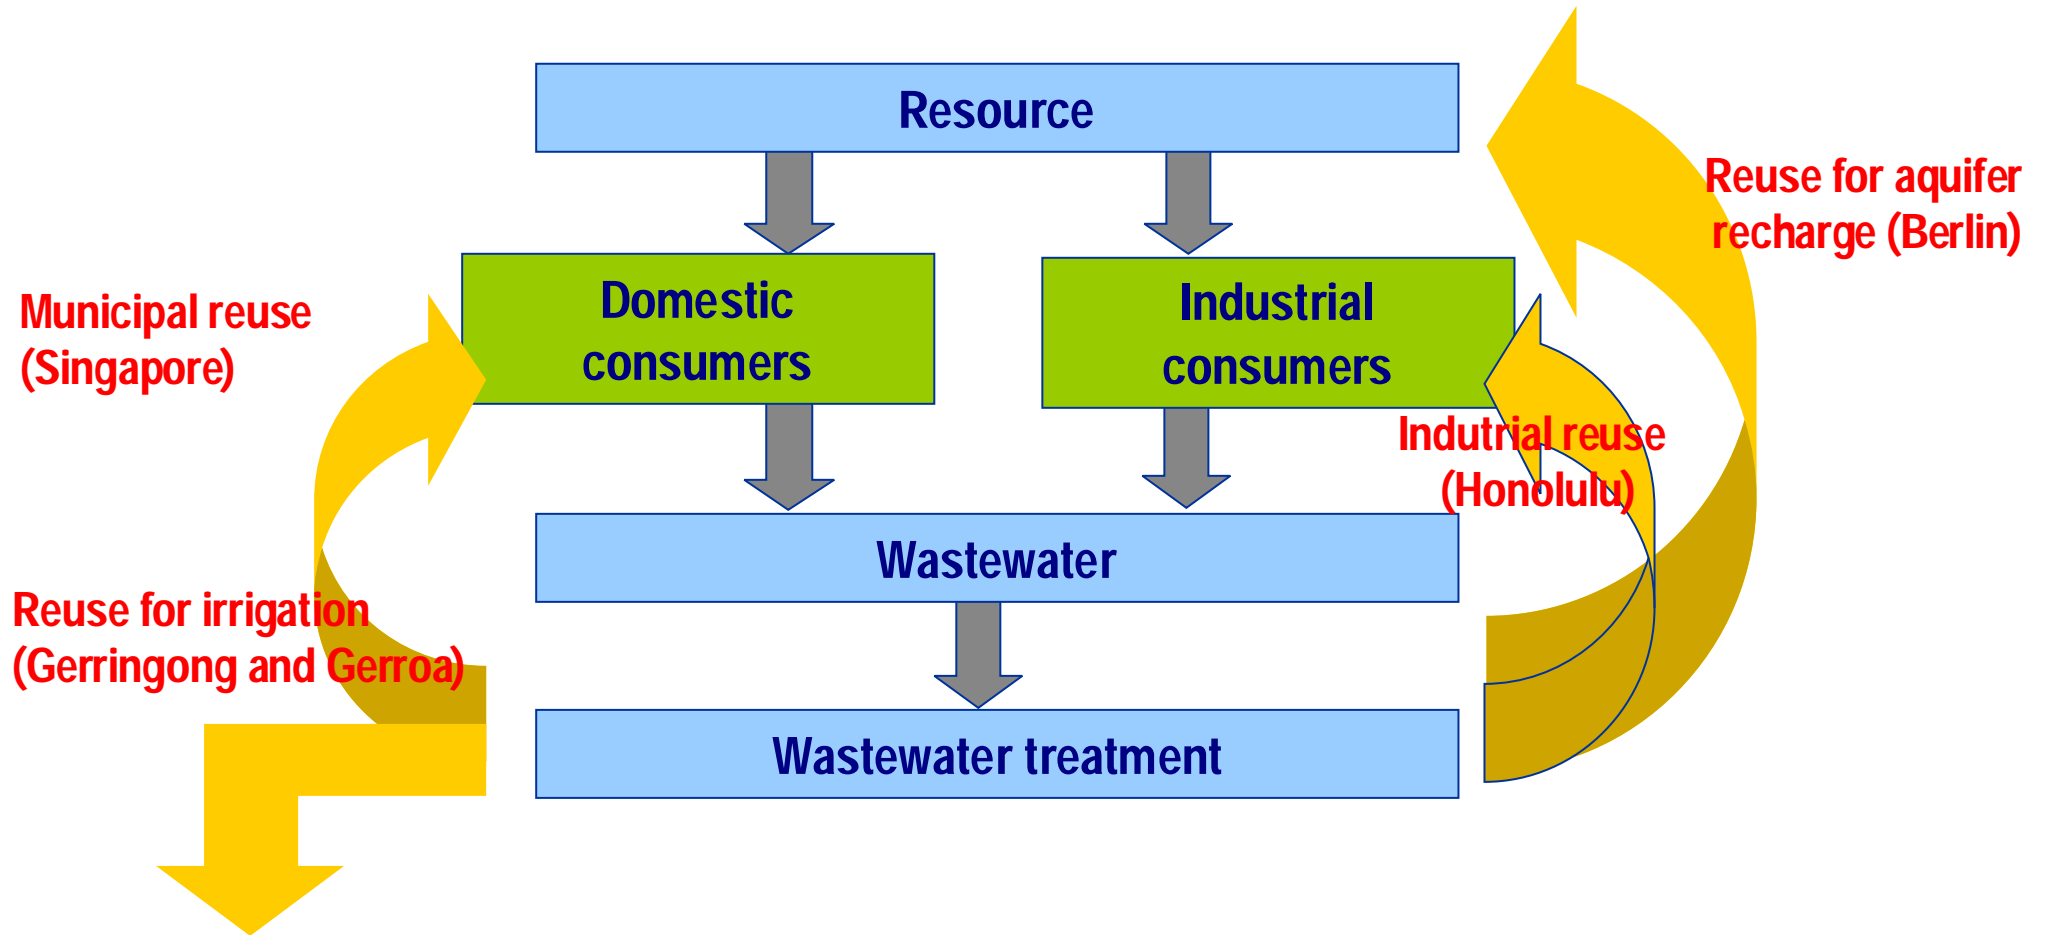 Resource
Reuse for aquifer
recharge (Berlin)
Domestic
consumers
Industrial
consumers
Municipal reuse
(Singapore)
Indutrial reuse
(Honolulu)
Wastewater
Reuse for irrigation
(Gerringong and Gerroa)
Wastewater treatment